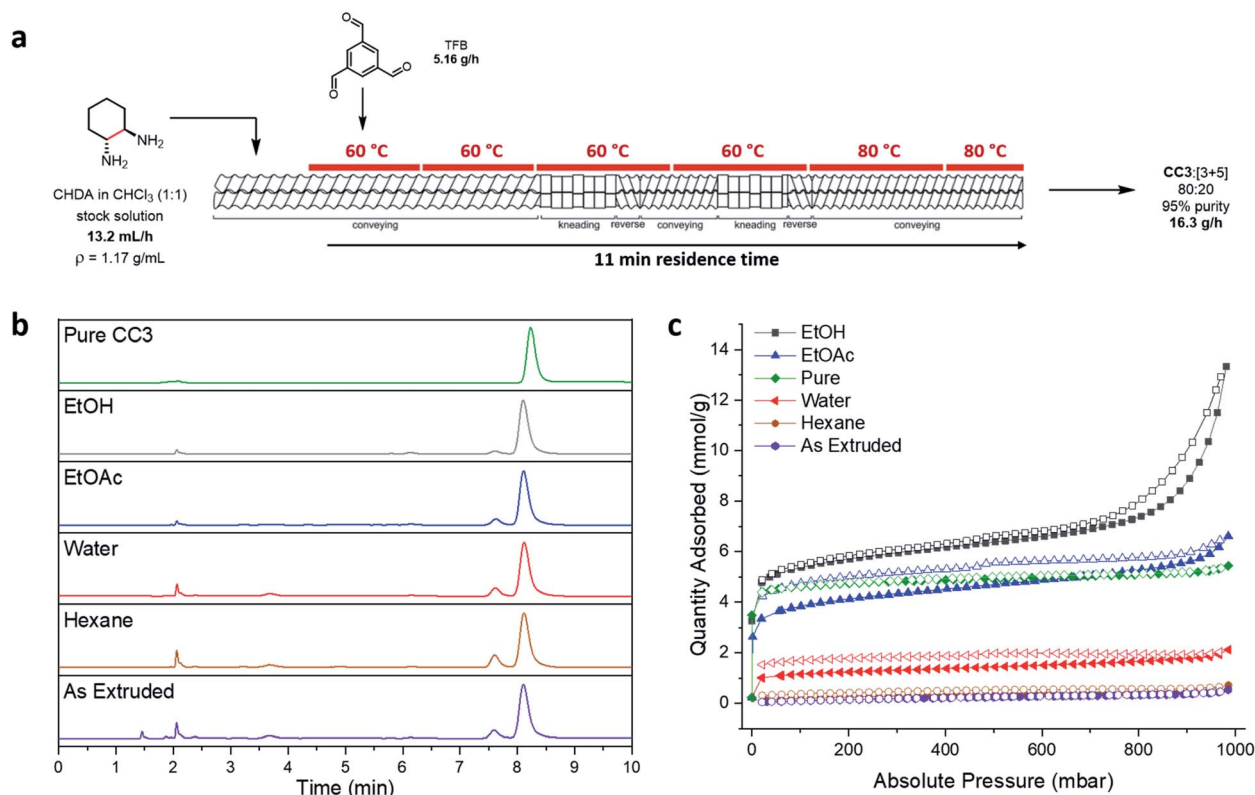 a
O
O
O
TFB
5.16 g/h
NH2
NH2
CHDA in CHCl3 (1:1)
stock solution
13.2 mL/h
ρ = 1.17 g/mL
60 °C
60 °C
60 °C
60 °C
80 °C
80 °C
conveying
kneading
reverse
conveying
kneading
reverse
conveying
11 min residence time
CC3:[3+5]
80:20
95% purity
16.3 g/h
b
Pure CC3
EtOH
EtOAc
Water
Hexane
As Extruded
0 1 2 3 4 5 6 7 8 9 10
Time (min)
c
EtOH
EtOAc
Pure
Water
Hexane
As Extruded
14
12
10
8
6
4
2
0
Quantity Adsorbed (mmol/g)
0 200 400 600 800 1000
Absolute Pressure (mbar)